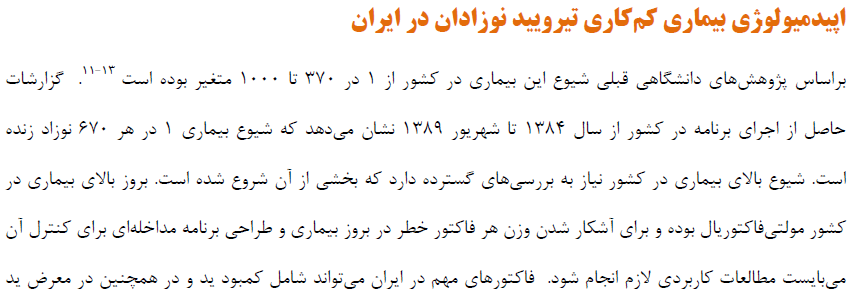 اپیدمیولوژی بیماری کم‌کاری تیرویید نوزادان در ایران
براساس پژوهش‌های دانشگاهی قبلی شیوع این بیماری در کشور از ۱ در ۳۷۰ تا ۱۰۰۰ متغیر بوده است ۱۱-۱۳. گزارشات
حاصل از اجرای برنامه در کشور از سال ۱۳۸۴ تا شهریور ۱۳۸۹ نشان می‌دهد که شیوع بیماری ۱ در هر ۶۷۰ نوزاد زنده
است. شیوع بالای بیماری در کشور نیاز به بررسی‌های گسترده دارد که بخشی از آن شروع شده است. بروز بالای بیماری در
کشور مولتی‌فاکتوریال بوده و برای آشکار شدن وزن هر فاکتور خطر در بروز بیماری و طراحی برنامه مداخله‌ای برای کنترل آن
می‌بایست مطالعات کاربردی لازم انجام شود. فاکتورهای مهم در ایران می‌تواند شامل کمبود ید و در همچنین در معرض ید